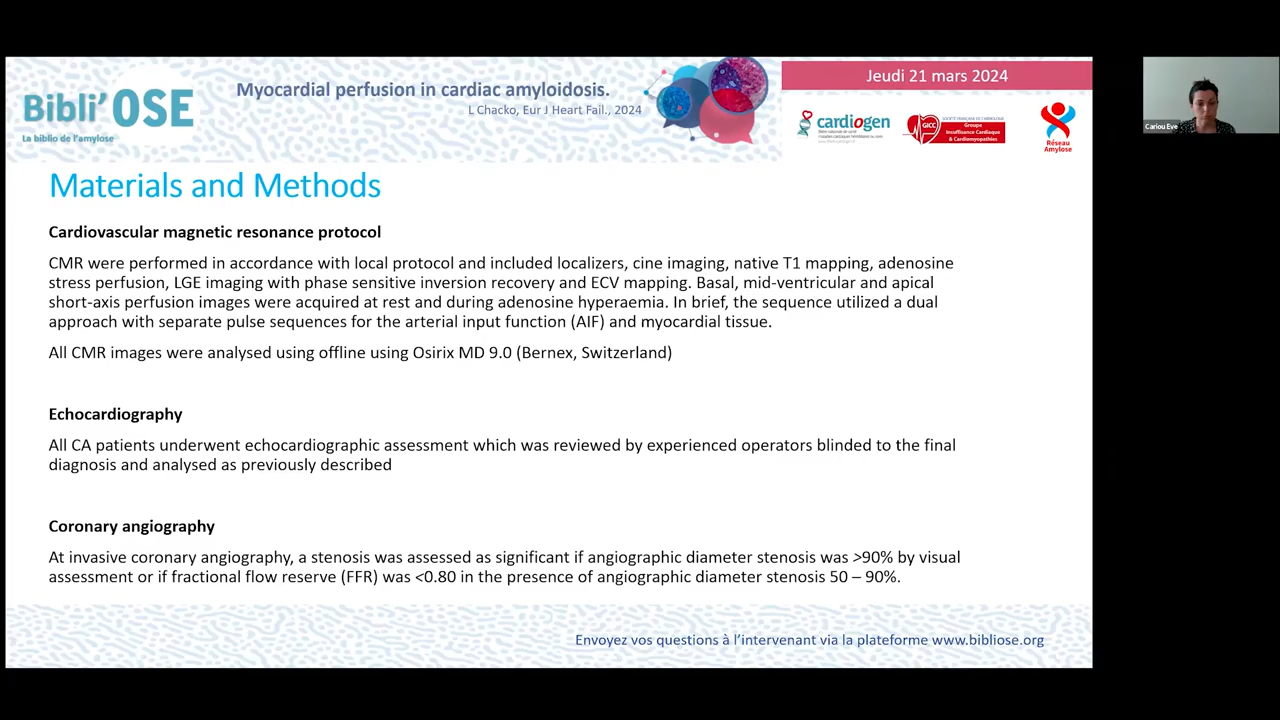 Bibli'OSE
La biblio de l'amylose
Myocardial perfusion in cardiac amyloidosis.
L Chacko, Eur J Heart Fail., 2024
Jeudi 21 mars 2024
cardiogen
GICC
Groupe
Insuffisance Cardiaque
& Cardiomyopathies
Réseau
Amylose
Cariou Eve
Materials and Methods
Cardiovascular magnetic resonance protocol
CMR were performed in accordance with local protocol and included localizers, cine imaging, native T1 mapping, adenosine
stress perfusion, LGE imaging with phase sensitive inversion recovery and ECV mapping. Basal, mid-ventricular and apical
short-axis perfusion images were acquired at rest and during adenosine hyperaemia. In brief, the sequence utilized a dual
approach with separate pulse sequences for the arterial input function (AIF) and myocardial tissue.
All CMR images were analysed using offline using Osirix MD 9.0 (Bernex, Switzerland)
Echocardiography
All CA patients underwent echocardiographic assessment which was reviewed by experienced operators blinded to the final
diagnosis and analysed as previously described
Coronary angiography
At invasive coronary angiography, a stenosis was assessed as significant if angiographic diameter stenosis was >90% by visual
assessment or if fractional flow reserve (FFR) was <0.80 in the presence of angiographic diameter stenosis 50 – 90%.
Envoyez vos questions à l'intervenant via la plateforme www.bibliose.org